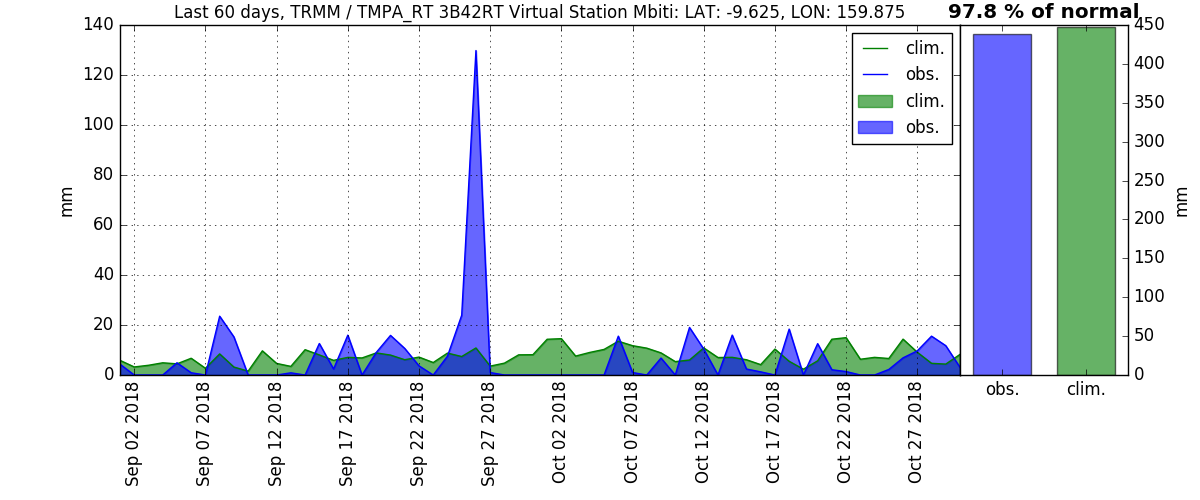 Last 60 days, TRMM / TMPA_RT 3B42RT Virtual Station Mbiti: LAT: -9.625, LON: 159.875
97.8 % of normal
140
120
100
80
60
40
20
0
mm
clim.
obs.
clim.
obs.
450
400
350
300
250
200
150
100
50
0
mm
Sep 02 2018
Sep 07 2018
Sep 12 2018
Sep 17 2018
Sep 22 2018
Sep 27 2018
Oct 02 2018
Oct 07 2018
Oct 12 2018
Oct 17 2018
Oct 22 2018
Oct 27 2018
obs.
clim.